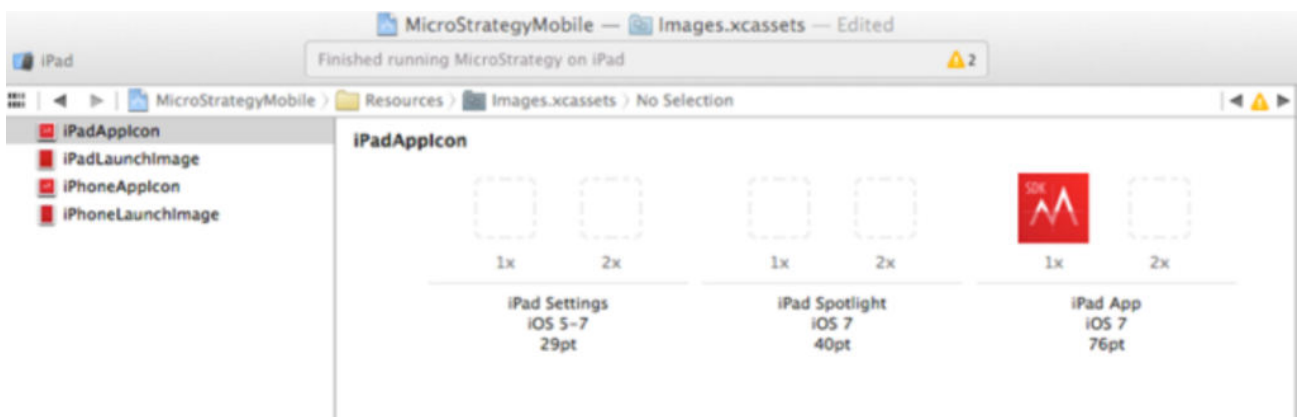 MicroStrategyMobile — Images.xcassets — Edited
iPad
Finished running MicroStrategy on iPad
2
MicroStrategyMobile
Resources
Images.xcassets
No Selection
iPadAppIcon
iPadLaunchImage
iPhoneAppIcon
iPhoneLaunchImage
iPadAppIcon
SDK
1x 2x 1x 2x 1x 2x
iPad Settings
iOS 5-7
29pt
iPad Spotlight
iOS 7
40pt
iPad App
iOS 7
76pt